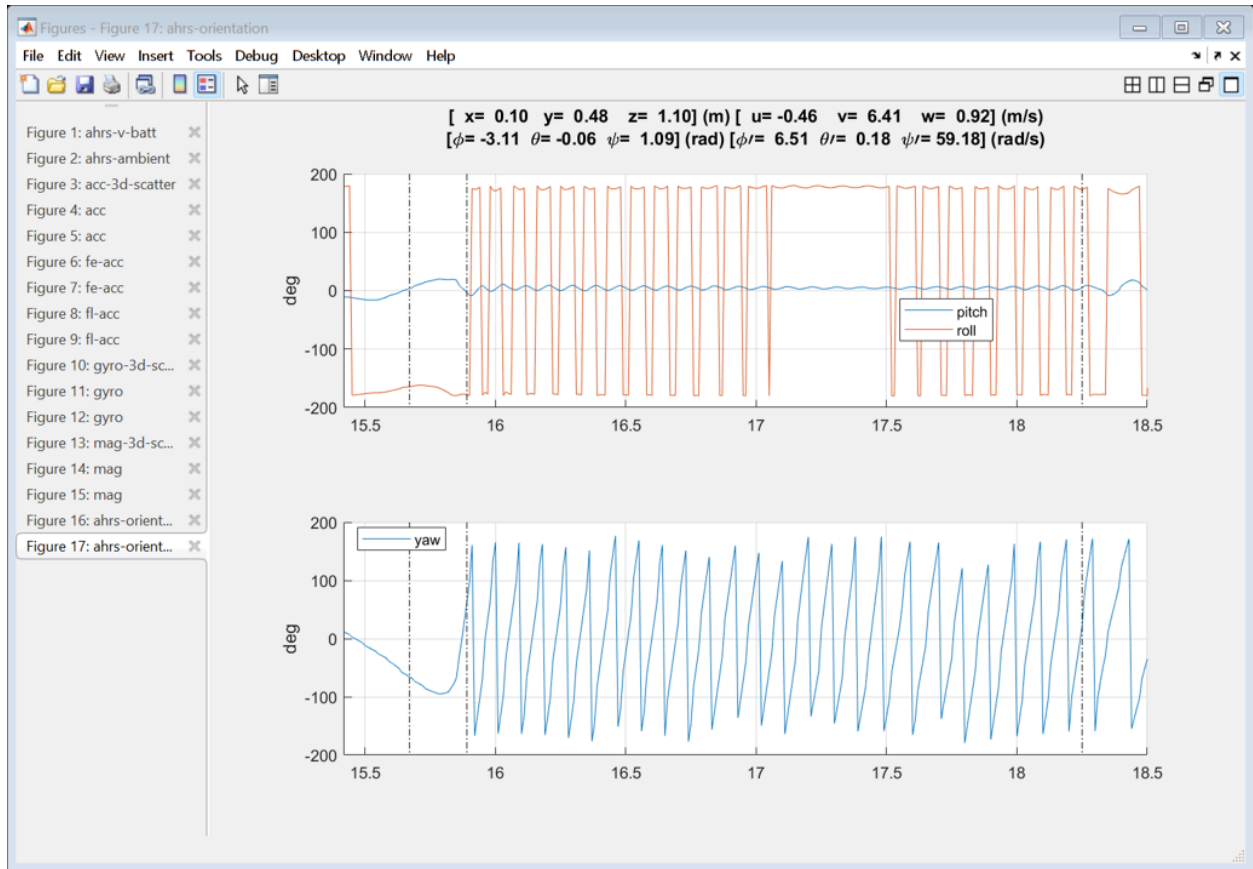 Figures - Figure 17: ahrs-orientation
File Edit View Insert Tools Debug Desktop Window Help
Figure 1: ahrs-v-batt
Figure 2: ahrs-ambient
Figure 3: acc-3d-scatter
Figure 4: acc
Figure 5: acc
Figure 6: fe-acc
Figure 7: fe-acc
Figure 8: fl-acc
Figure 9: fl-acc
Figure 10: gyro-3d-sc...
Figure 11: gyro
Figure 12: gyro
Figure 13: mag-3d-sc...
Figure 14: mag
Figure 15: mag
Figure 16: ahrs-orient...
Figure 17: ahrs-orient...
[ x= 0.10 y= 0.48 z= 1.10] (m) [ u= -0.46 v= 6.41 w= 0.92] (m/s)
[ϕ= -3.11 θ= -0.06 ψ= 1.09] (rad) [ϕ′= 6.51 θ′= 0.18 ψ′= 59.18] (rad/s)
200
100
0
-100
-200
deg
pitch
roll
15.5 16 16.5 17 17.5 18 18.5
200
100
0
-100
-200
deg
yaw
15.5 16 16.5 17 17.5 18 18.5